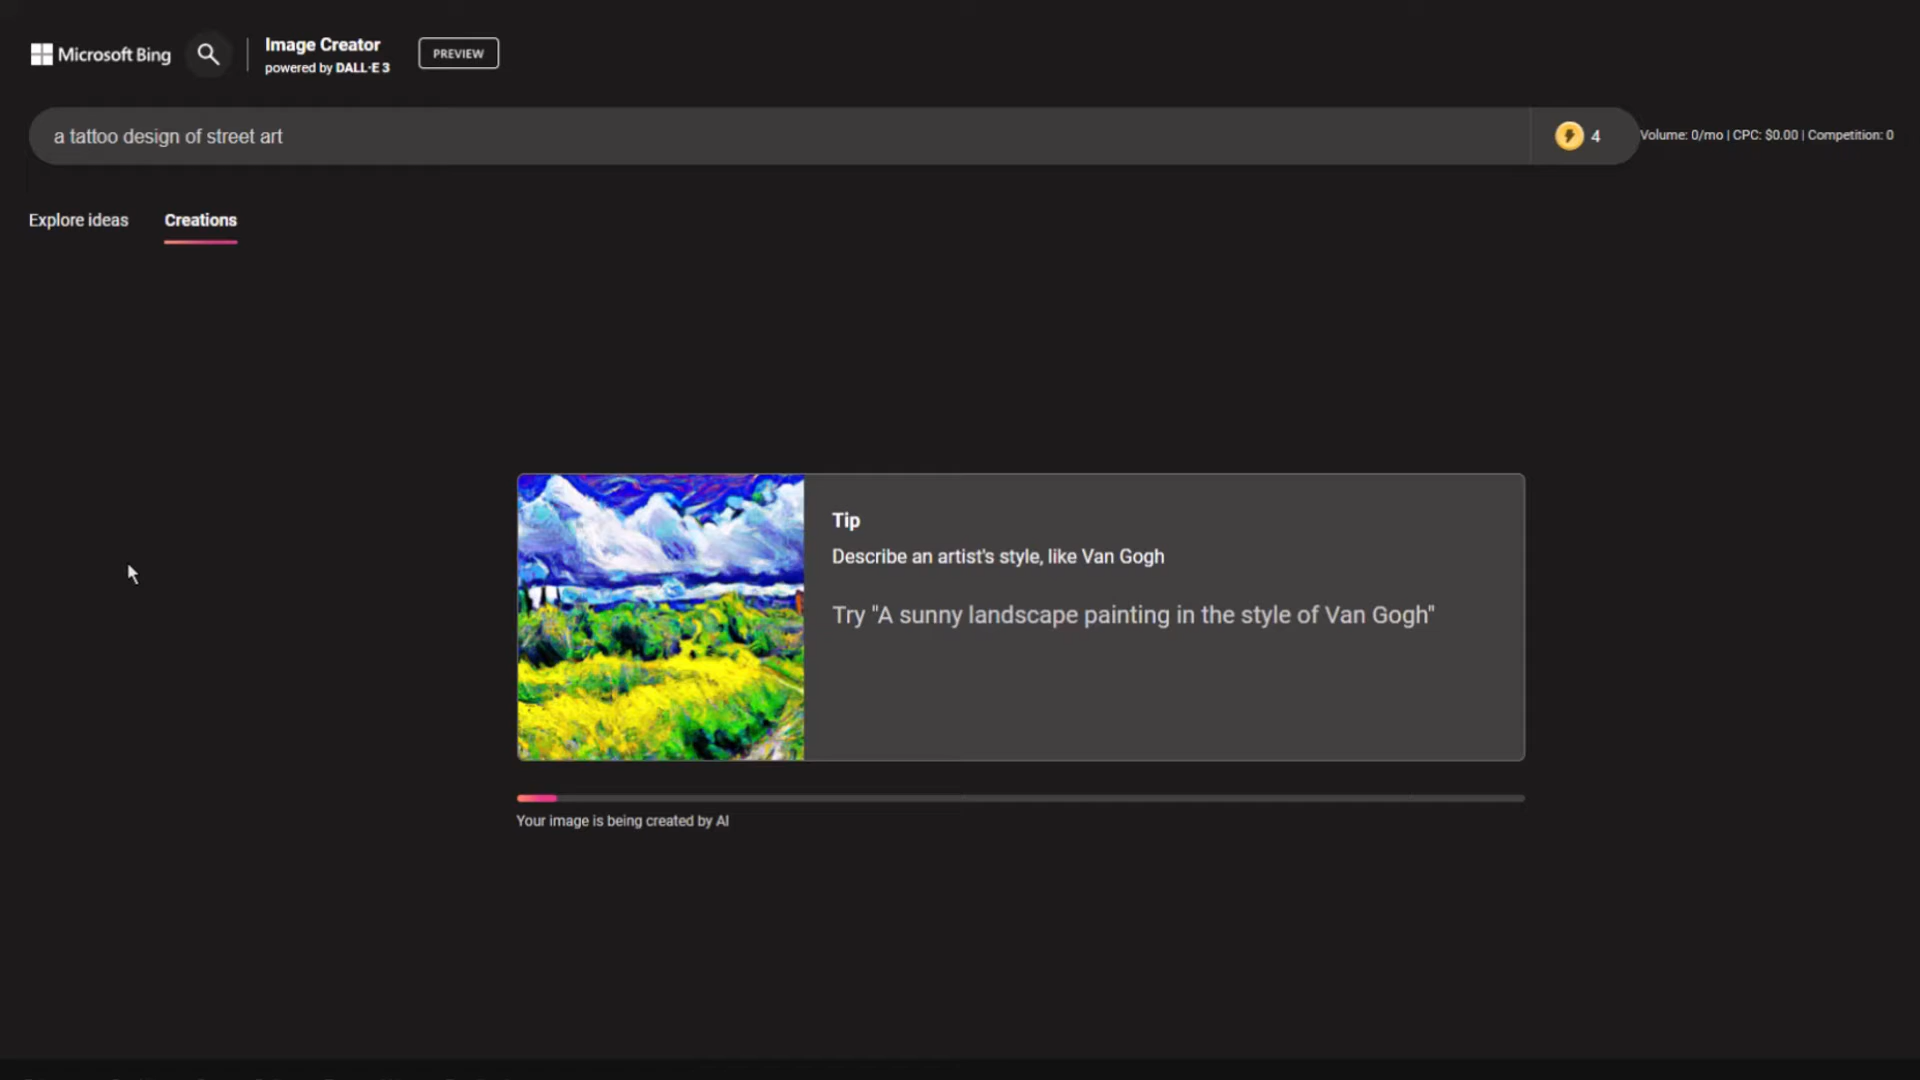 Microsoft Bing
Image Creator
powered by DALL·E 3
PREVIEW
a tattoo design of street art
4
Volume: 0/mo | CPC: $0.00 | Competition: 0
Explore ideas
Creations
Tip
Describe an artist's style, like Van Gogh
Try "A sunny landscape painting in the style of Van Gogh"
Your image is being created by AI